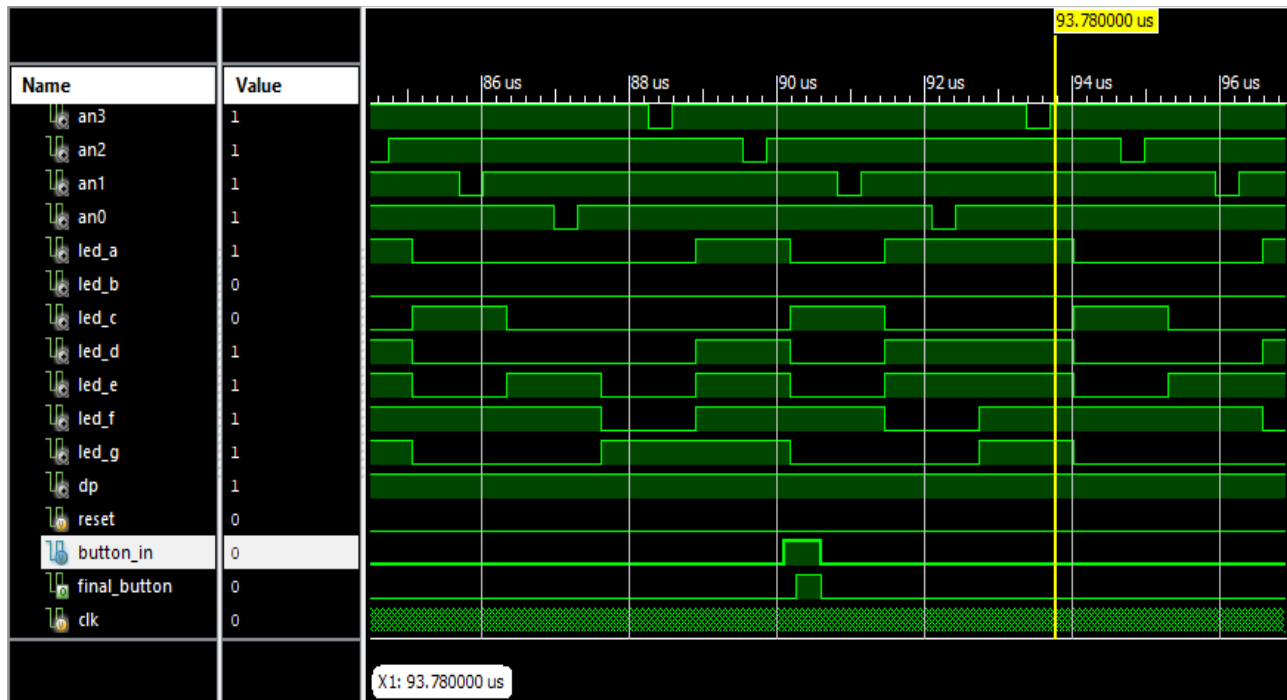 93.780000 us
Name Value
86 us 88 us 90 us 92 us 94 us 96 us
an3 1
an2 1
an1 1
an0 1
led_a 1
led_b 0
led_c 0
led_d 1
led_e 1
led_f 1
led_g 1
dp 1
reset 0
button_in 0
final_button 0
clk 0
X1: 93.780000 us